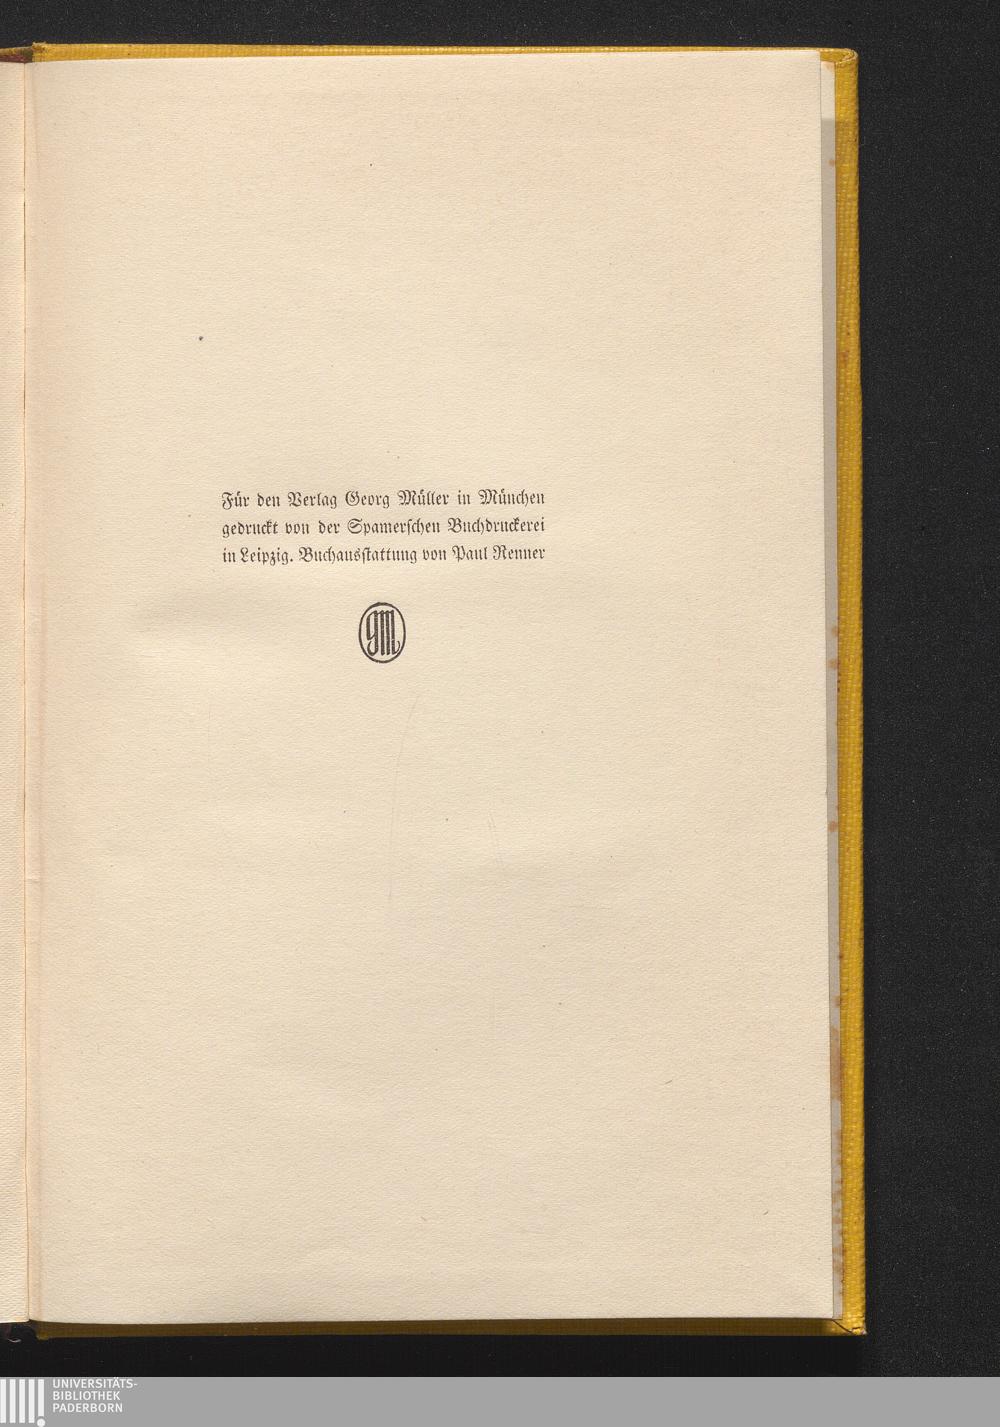 Für den Verlag Georg Müller in München
gedruckt von der Spamerschen Buchdruckerei
in Leipzig. Buchausstattung von Paul Renner
gm
UNIVERSITÄTS-
BIBLIOTHEK
PADERBORN